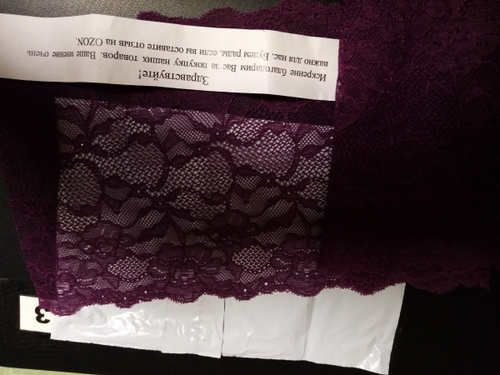 Здравствуйте!
Искренне благодарим Вас за покупку наших товаров. Ваше мнение очень
важно для нас. Будем рады, если вы оставите отзыв на OZON.
3